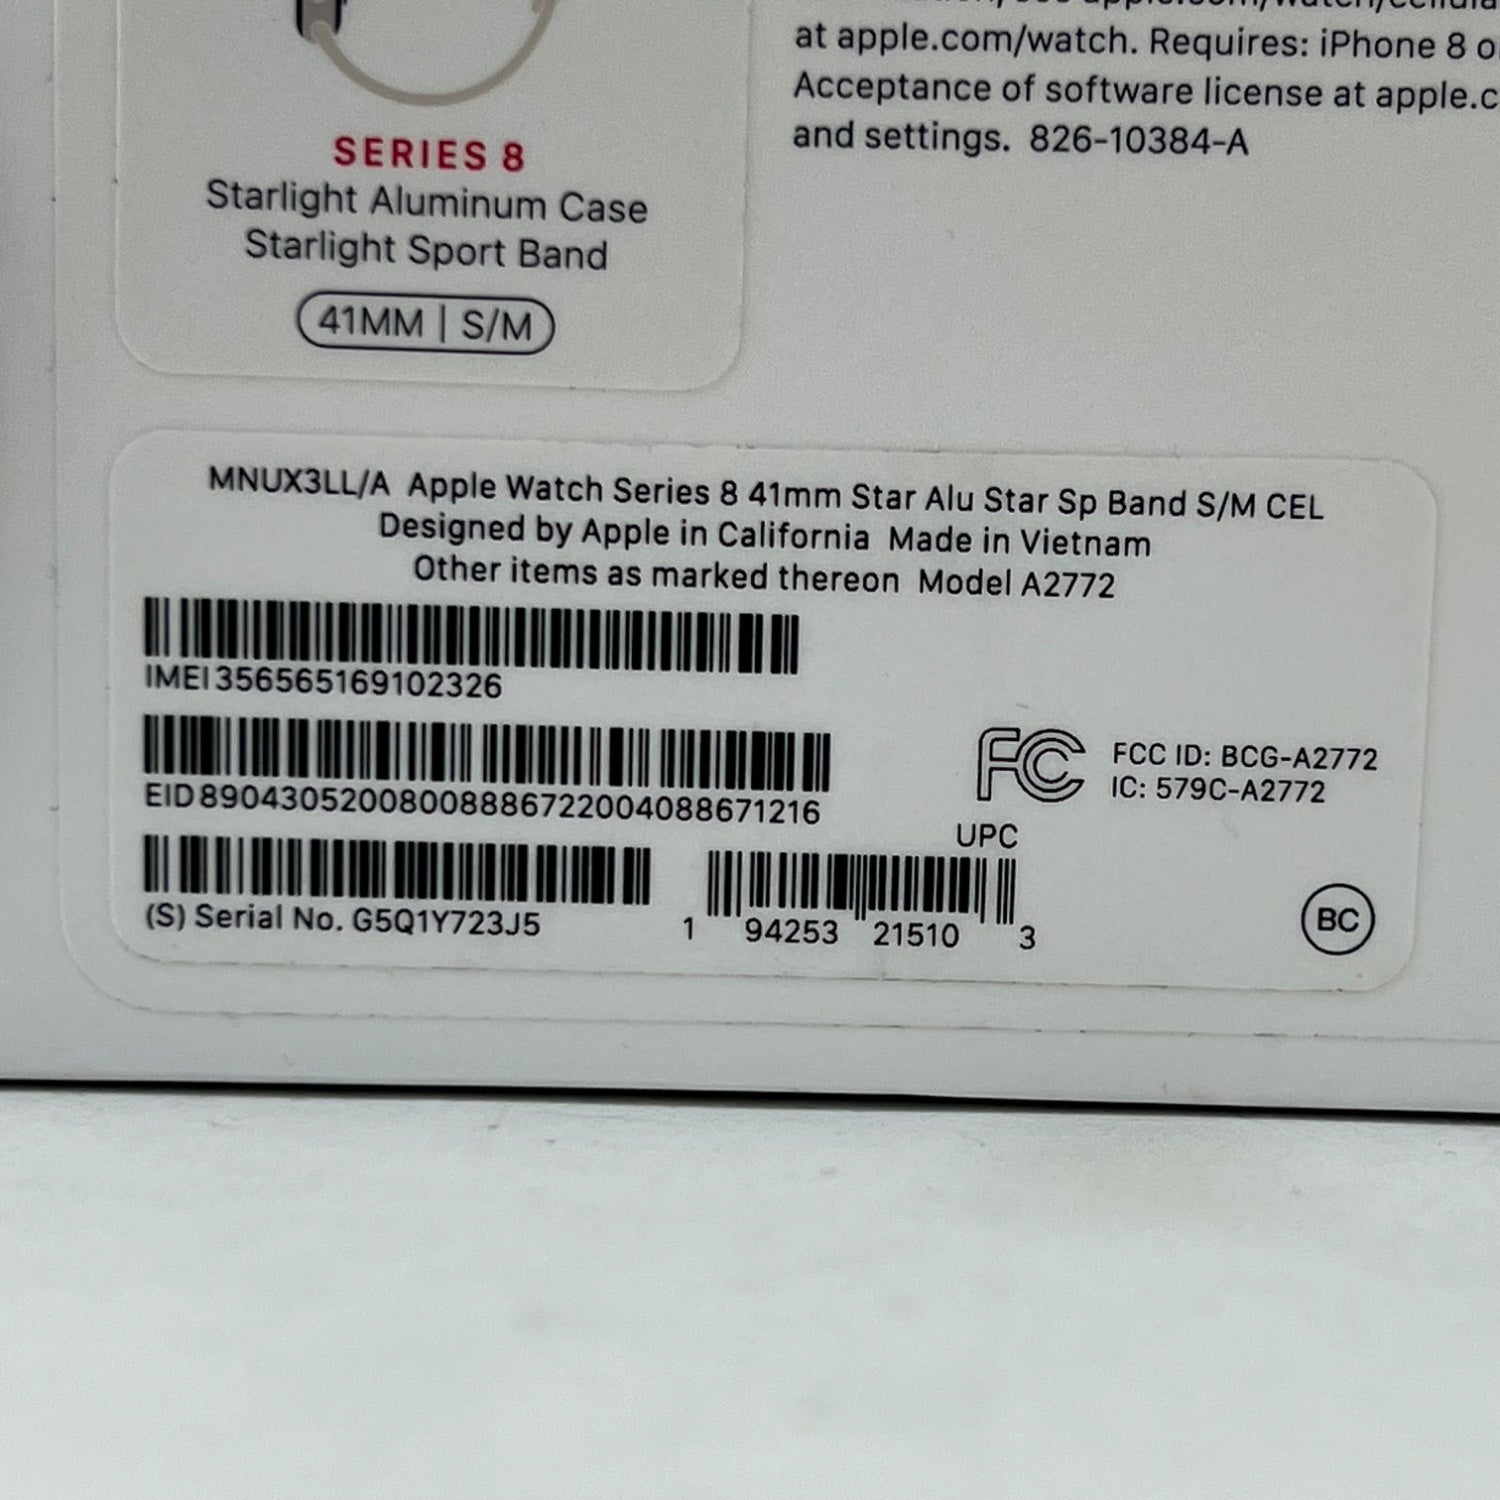 SERIES 8
Starlight Aluminum Case
Starlight Sport Band
41MM | S/M
at apple.com/watch. Requires: iPhone 8
Acceptance of software license at
and settings. 826-10384-A
MNUX3LL/A Apple Watch Series 8 41mm Star Alu Star Sp Band S/M CEL
Designed by Apple in California Made in Vietnam
Other items as marked thereon Model A2772
IMEI 356565169102326
EID 89043052008008886722004088671216
FC FCC ID: BCG-A2772
IC: 579C-A2772
UPC
(S) Serial No. G5Q1Y723J5
1 94253 21510 3
BC